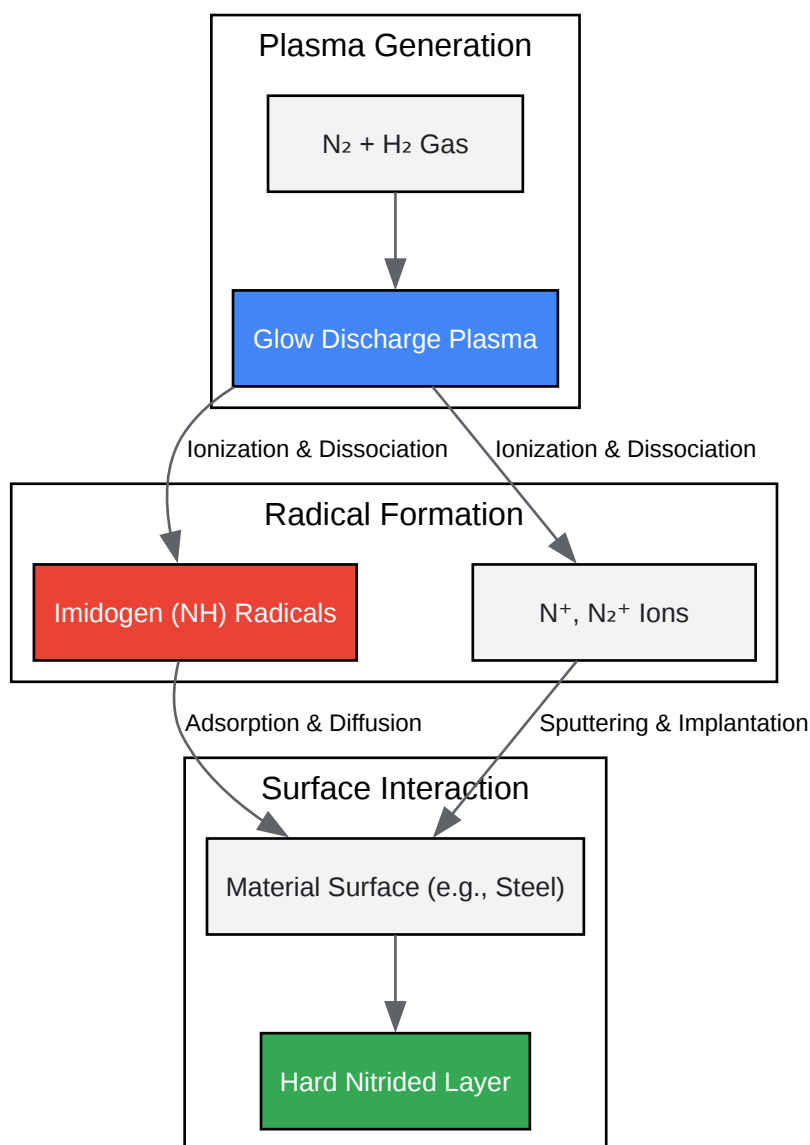 Plasma Generation
N₂ + H₂ Gas
Glow Discharge Plasma
Ionization & Dissociation
Ionization & Dissociation
Radical Formation
Imidogen (NH) Radicals
N⁺, N₂⁺ Ions
Adsorption & Diffusion
Sputtering & Implantation
Surface Interaction
Material Surface (e.g., Steel)
Hard Nitrided Layer